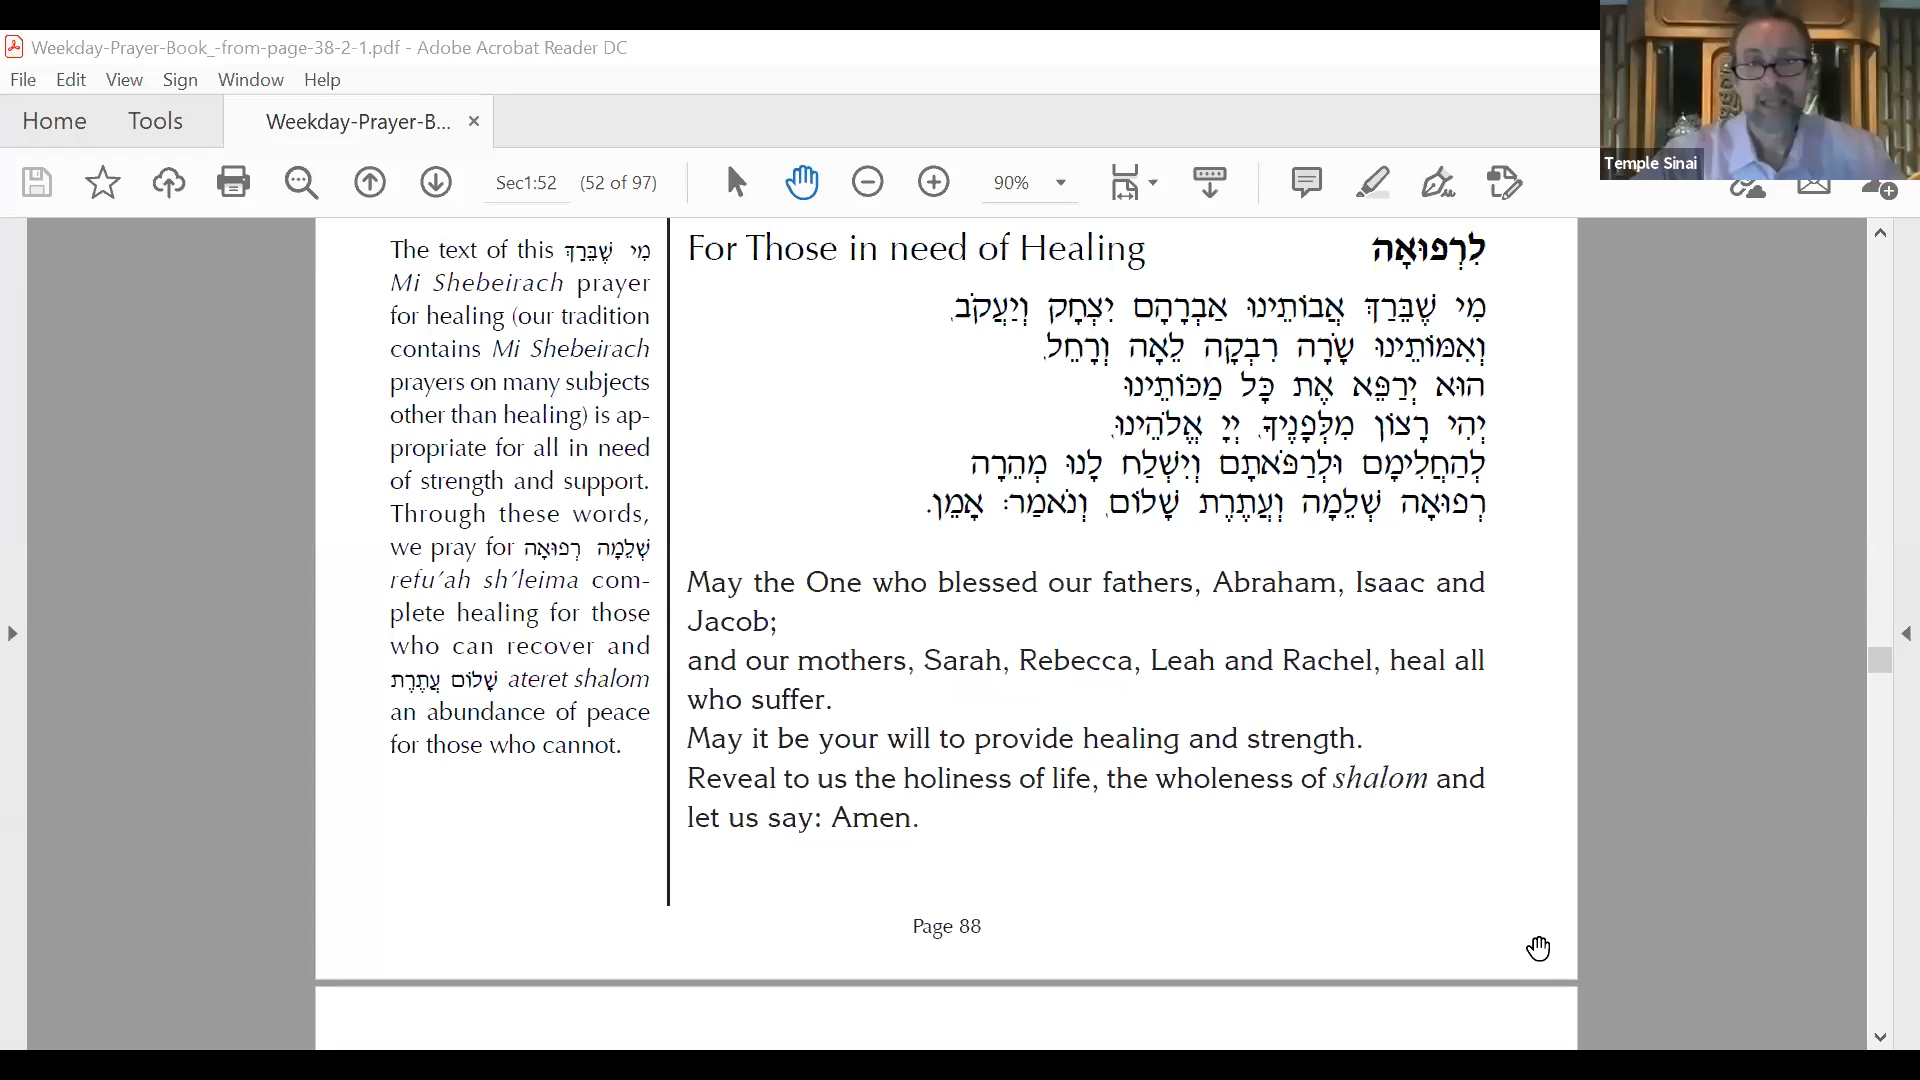 Weekday-Prayer-Book_-from-page-38-2-1.pdf - Adobe Acrobat Reader DC
File Edit View Sign Window Help
Home Tools Weekday-Prayer-B... ×
Sec1:52 (52 of 97) 90%
Temple Sinai
The text of this מִי שֶׁבֵּרַךְ
Mi Shebeirach prayer
for healing (our tradition
contains Mi Shebeirach
prayers on many subjects
other than healing) is ap-
propriate for all in need
of strength and support.
Through these words,
we pray for שְׁלֵמָה רְפוּאָה
refu’ah sh’leima com-
plete healing for those
who can recover and
שָׁלוֹם עֲתֶרֶת ateret shalom
an abundance of peace
for those who cannot.
For Those in need of Healing לִרְפוּאָה
מִי שֶׁבֵּרַךְ אֲבוֹתֵינוּ אַבְרָהָם יִצְחָק וְיַעֲקֹב,
וְאִמּוֹתֵינוּ שָׂרָה רִבְקָה לֵאָה וְרָחֵל,
הוּא יְרַפֵּא אֶת כָּל מַכּוֹתֵינוּ
יְהִי רָצוֹן מִלְּפָנֶיךָ, יְיָ אֱלֹהֵינוּ,
לְהַחֲלִימָם וּלְרַפֹּאתָם וְיִשְׁלַח לָנוּ מְהֵרָה
רְפוּאָה שְׁלֵמָה וְעֲתֶרֶת שָׁלוֹם, וְנֹאמַר: אָמֵן.
May the One who blessed our fathers, Abraham, Isaac and
Jacob;
and our mothers, Sarah, Rebecca, Leah and Rachel, heal all
who suffer.
May it be your will to provide healing and strength.
Reveal to us the holiness of life, the wholeness of shalom and
let us say: Amen.
Page 88